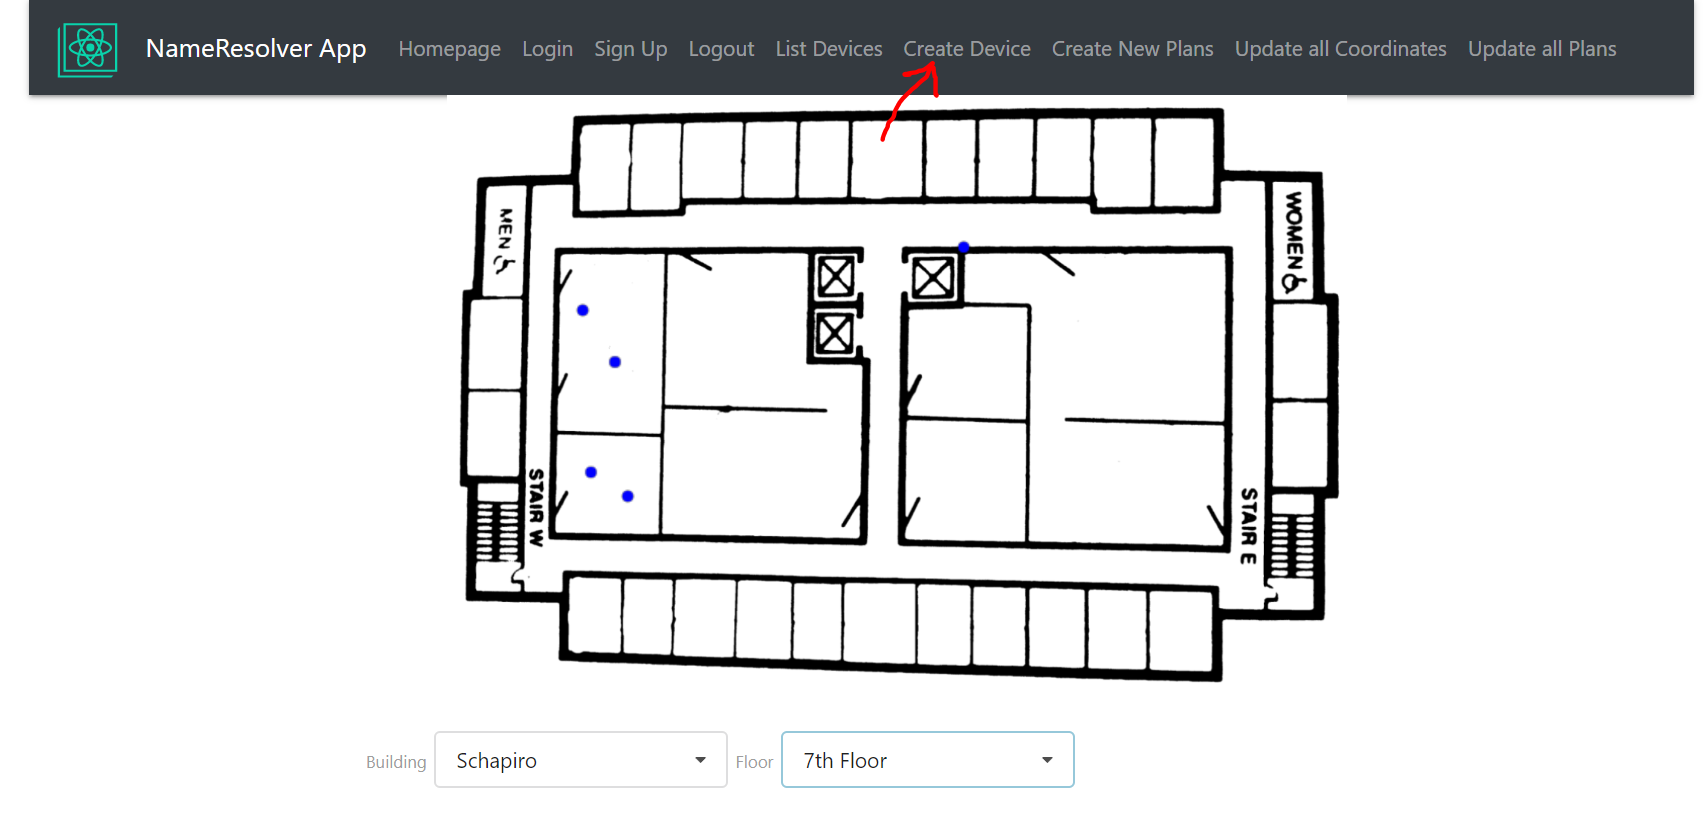 NameResolver App Homepage Login Sign Up Logout List Devices Create Device Create New Plans Update all Coordinates Update all Plans
MEN
WOMEN
STAIR W
STAIR E
Building Schapiro Floor 7th Floor